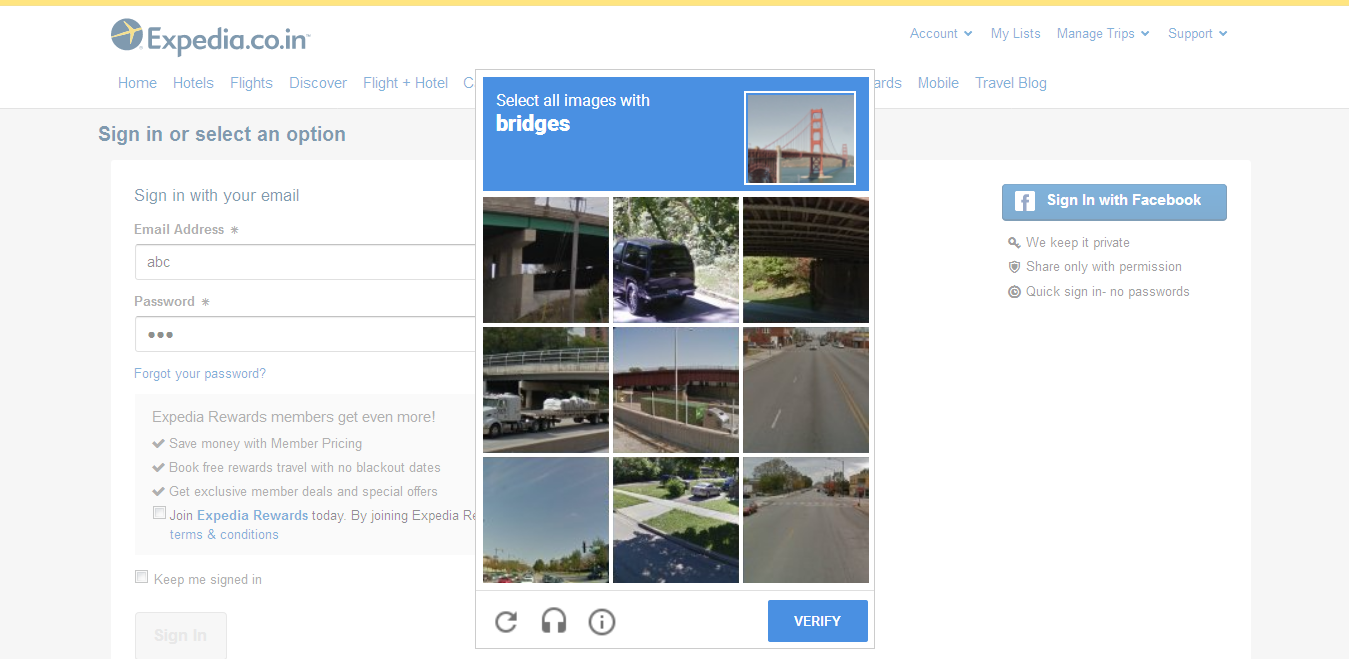 Expedia.co.in
Account
My Lists
Manage Trips
Support
Home
Hotels
Flights
Discover
Flight + Hotel
C
ards
Mobile
Travel Blog
Sign in or select an option
Sign in with your email
Email Address *
abc
Password *
•••
Forgot your password?
Expedia Rewards members get even more!
Save money with Member Pricing
Book free rewards travel with no blackout dates
Get exclusive member deals and special offers
Join Expedia Rewards today. By joining Expedia Re
terms & conditions
Keep me signed in
Sign In
Select all images with
bridges
VERIFY
f Sign In with Facebook
We keep it private
Share only with permission
Quick sign in- no passwords